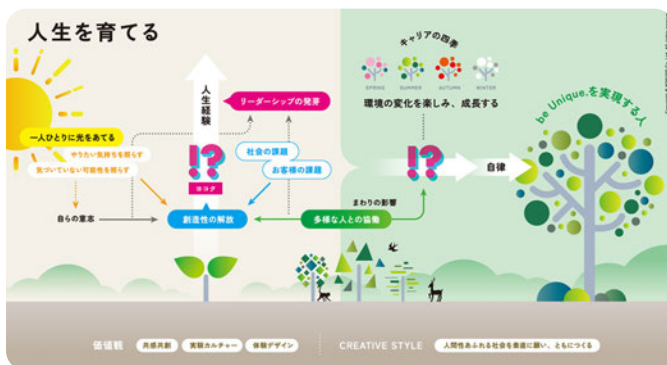 人生を育てる
キャリアの四季
SPRING
SUMMER
AUTUMN
WINTER
環境の変化を楽しみ、成長する
be Unique.を実現する人
人生経験
リーダーシップの発芽
一人ひとりに光をあてる
やりたい気持ちを照らす
気づいていない可能性を照らす
!?
ヨコク
社会の課題
お客様の課題
!?
自律
自らの意志
創造性の解放
まわりの影響
多様な人との協働
価値観
共感共創
実験カルチャー
体験デザイン
CREATIVE STYLE
人間性あふれる社会を垂直に願い、ともにつくる